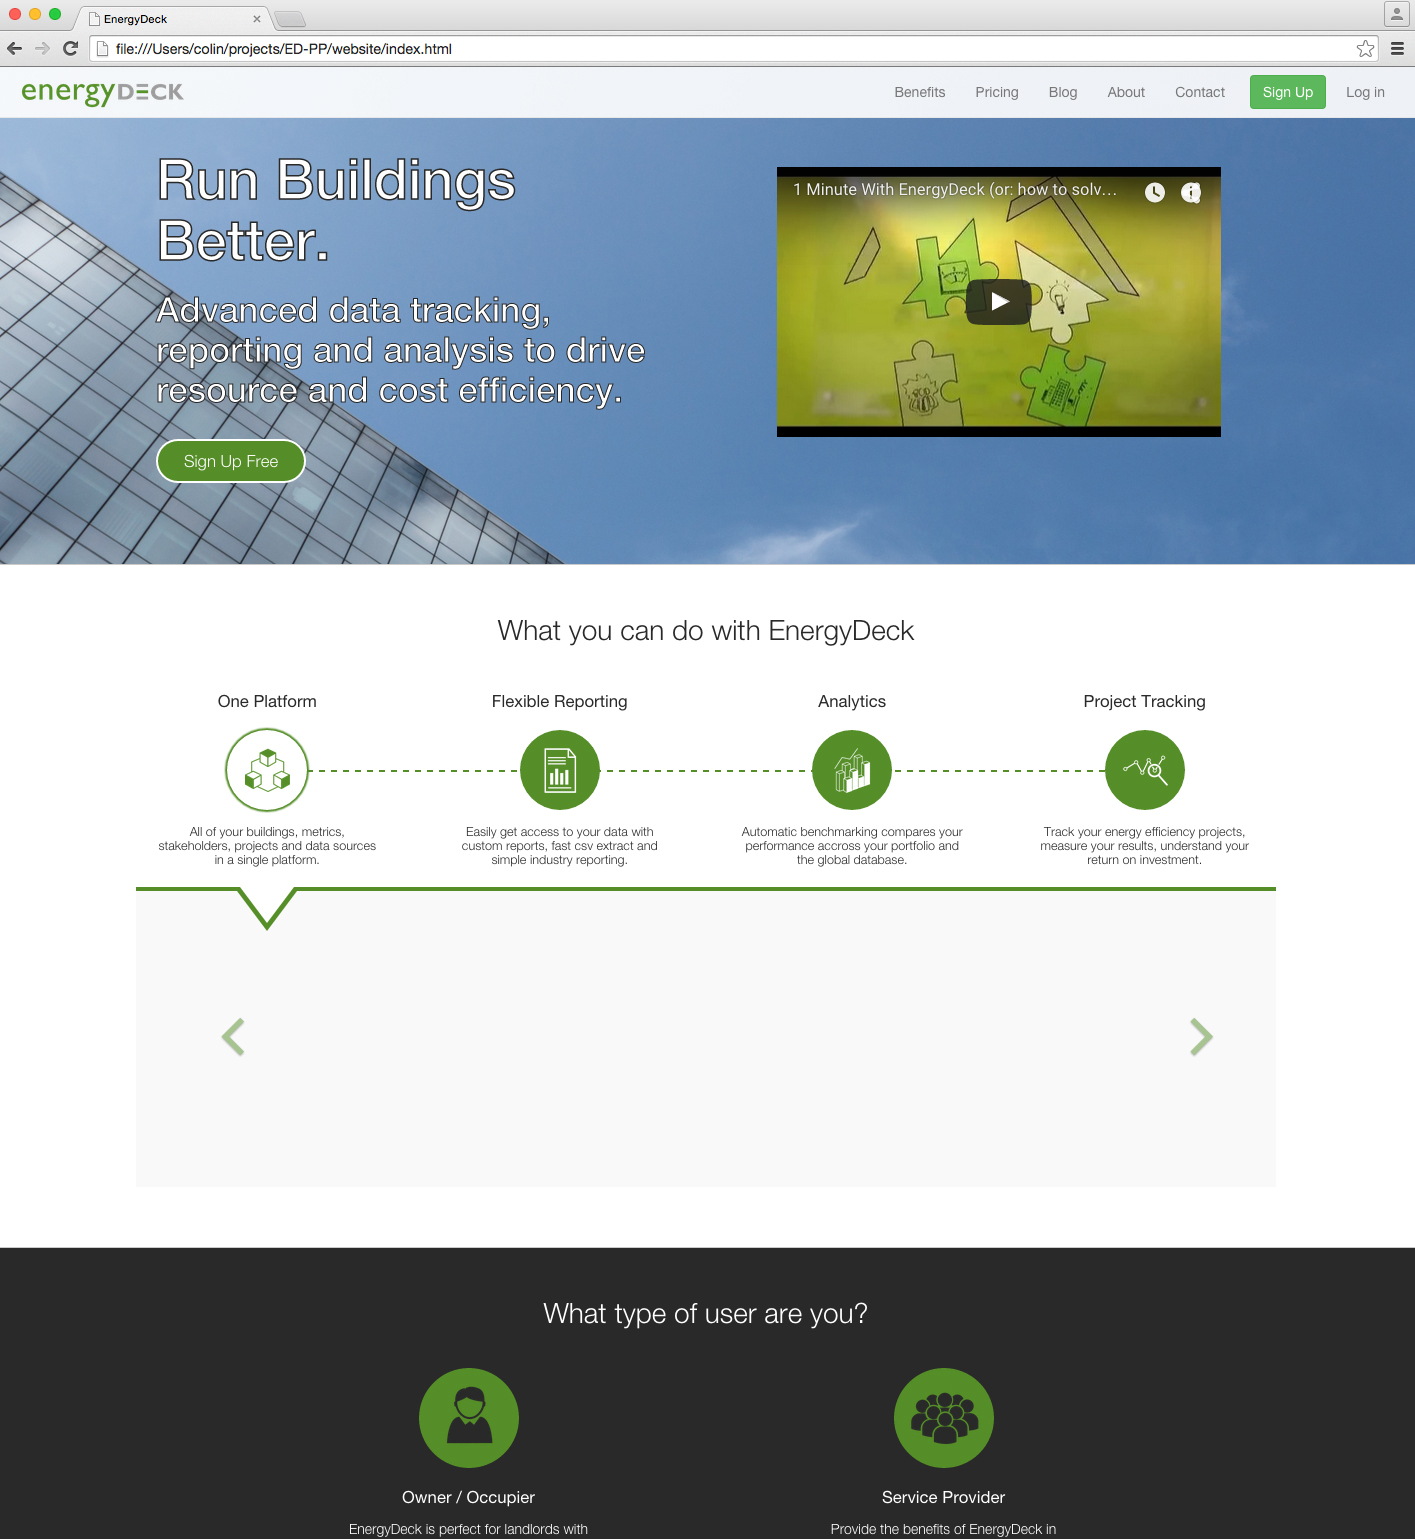 EnergyDeck
file:///Users/colin/projects/ED-PP/website/index.html
energyDECK
Benefits
Pricing
Blog
About
Contact
Sign Up
Log in
Run Buildings
Better.
Advanced data tracking,
reporting and analysis to drive
resource and cost efficiency.
Sign Up Free
1 Minute With EnergyDeck (or: how to solv...
What you can do with EnergyDeck
One Platform
All of your buildings, metrics,
stakeholders, projects and data sources
in a single platform.
Flexible Reporting
Easily get access to your data with
custom reports, fast csv extract and
simple industry reporting.
Analytics
Automatic benchmarking compares your
performance accross your portfolio and
the global database.
Project Tracking
Track your energy efficiency projects,
measure your results, understand your
return on investment.
What type of user are you?
Owner / Occupier
EnergyDeck is perfect for landlords with
Service Provider
Provide the benefits of EnergyDeck in